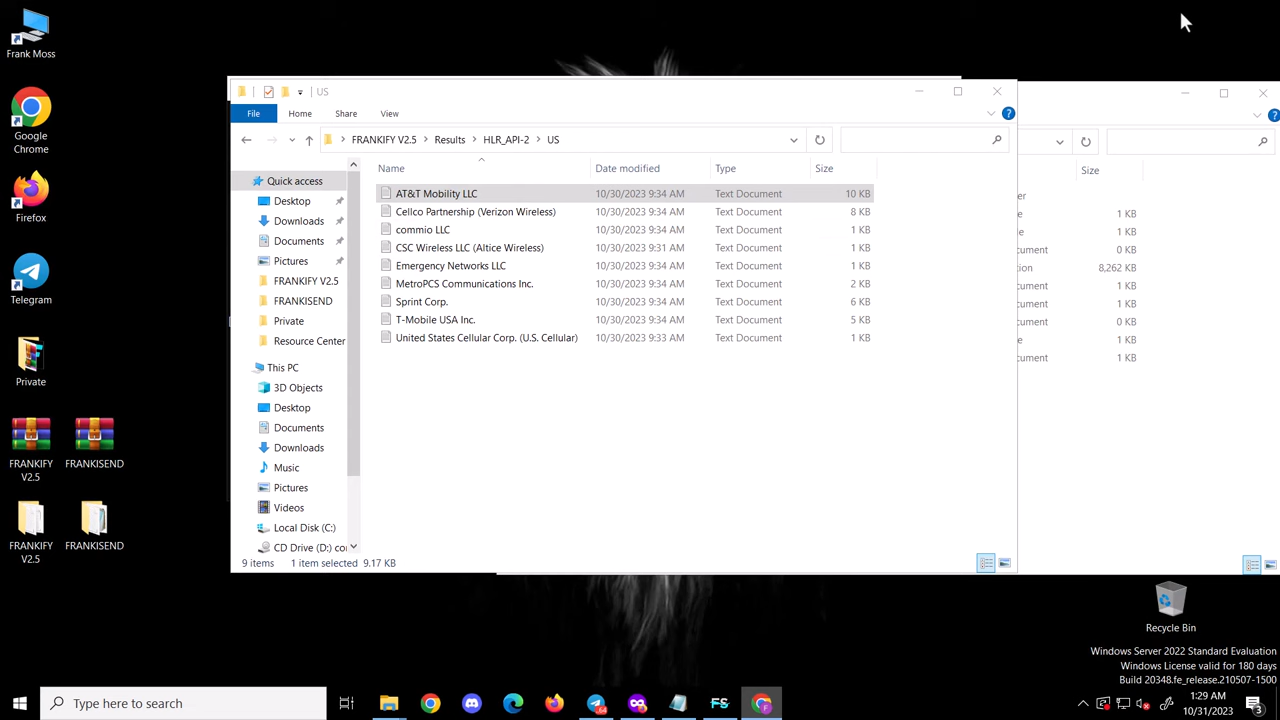 Frank Moss
Google
Chrome
Firefox
Telegram
Private
FRANKIFY
V2.5
FRANKISEND
FRANKIFY
V2.5
FRANKISEND
US
File
Home
Share
View
FRANKIFY V2.5
Results
HLR_API-2
US
Name
Date modified
Type
Size
Quick access
Desktop
Downloads
Documents
Pictures
FRANKIFY V2.5
FRANKISEND
Private
Resource Center
This PC
3D Objects
Desktop
Documents
Downloads
Music
Pictures
Videos
Local Disk (C:)
CD Drive (D:)
AT&T Mobility LLC 10/30/2023 9:34 AM Text Document 10 KB
Cellco Partnership (Verizon Wireless) 10/30/2023 9:34 AM Text Document 8 KB
commio LLC 10/30/2023 9:34 AM Text Document 1 KB
CSC Wireless LLC (Altice Wireless) 10/30/2023 9:31 AM Text Document 1 KB
Emergency Networks LLC 10/30/2023 9:34 AM Text Document 1 KB
MetroPCS Communications Inc. 10/30/2023 9:34 AM Text Document 2 KB
Sprint Corp. 10/30/2023 9:34 AM Text Document 6 KB
T-Mobile USA Inc. 10/30/2023 9:34 AM Text Document 5 KB
United States Cellular Corp. (U.S. Cellular) 10/30/2023 9:33 AM Text Document 1 KB
9 items 1 item selected 9.17 KB
Size
1 KB
1 KB
0 KB
8,262 KB
1 KB
1 KB
0 KB
1 KB
1 KB
Recycle Bin
Windows Server 2022 Standard Evaluation
Windows License valid for 180 days
Build 20348.fe_release.210507-1500
Type here to search
FS
1:29 AM
10/31/2023
3